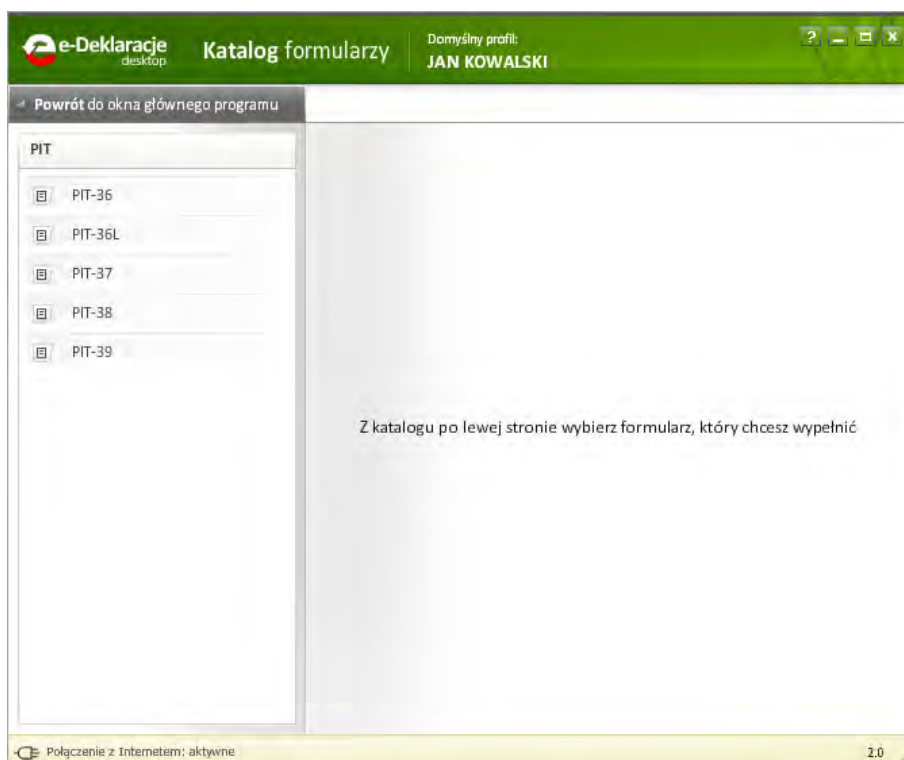 e-Deklaracje
desktop
Katalog formularzy
Domyślny profil:
JAN KOWALSKI
?
Powrót do okna głównego programu
PIT
PIT-36
PIT-36L
PIT-37
PIT-38
PIT-39
Z katalogu po lewej stronie wybierz formularz, który chcesz wypełnić
Połączenie z Internetem: aktywne
2.0